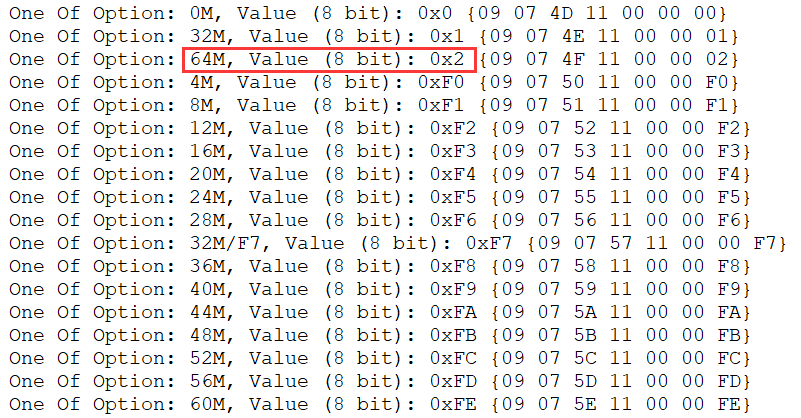 One Of Option: 0M, Value (8 bit): 0x0 {09 07 4D 11 00 00 00}
One Of Option: 32M, Value (8 bit): 0x1 {09 07 4E 11 00 00 01}
One Of Option: 64M, Value (8 bit): 0x2 {09 07 4F 11 00 00 02}
One Of Option: 4M, Value (8 bit): 0xF0 {09 07 50 11 00 00 F0}
One Of Option: 8M, Value (8 bit): 0xF1 {09 07 51 11 00 00 F1}
One Of Option: 12M, Value (8 bit): 0xF2 {09 07 52 11 00 00 F2}
One Of Option: 16M, Value (8 bit): 0xF3 {09 07 53 11 00 00 F3}
One Of Option: 20M, Value (8 bit): 0xF4 {09 07 54 11 00 00 F4}
One Of Option: 24M, Value (8 bit): 0xF5 {09 07 55 11 00 00 F5}
One Of Option: 28M, Value (8 bit): 0xF6 {09 07 56 11 00 00 F6}
One Of Option: 32M/F7, Value (8 bit): 0xF7 {09 07 57 11 00 00 F7}
One Of Option: 36M, Value (8 bit): 0xF8 {09 07 58 11 00 00 F8}
One Of Option: 40M, Value (8 bit): 0xF9 {09 07 59 11 00 00 F9}
One Of Option: 44M, Value (8 bit): 0xFA {09 07 5A 11 00 00 FA}
One Of Option: 48M, Value (8 bit): 0xFB {09 07 5B 11 00 00 FB}
One Of Option: 52M, Value (8 bit): 0xFC {09 07 5C 11 00 00 FC}
One Of Option: 56M, Value (8 bit): 0xFD {09 07 5D 11 00 00 FD}
One Of Option: 60M, Value (8 bit): 0xFE {09 07 5E 11 00 00 FE}